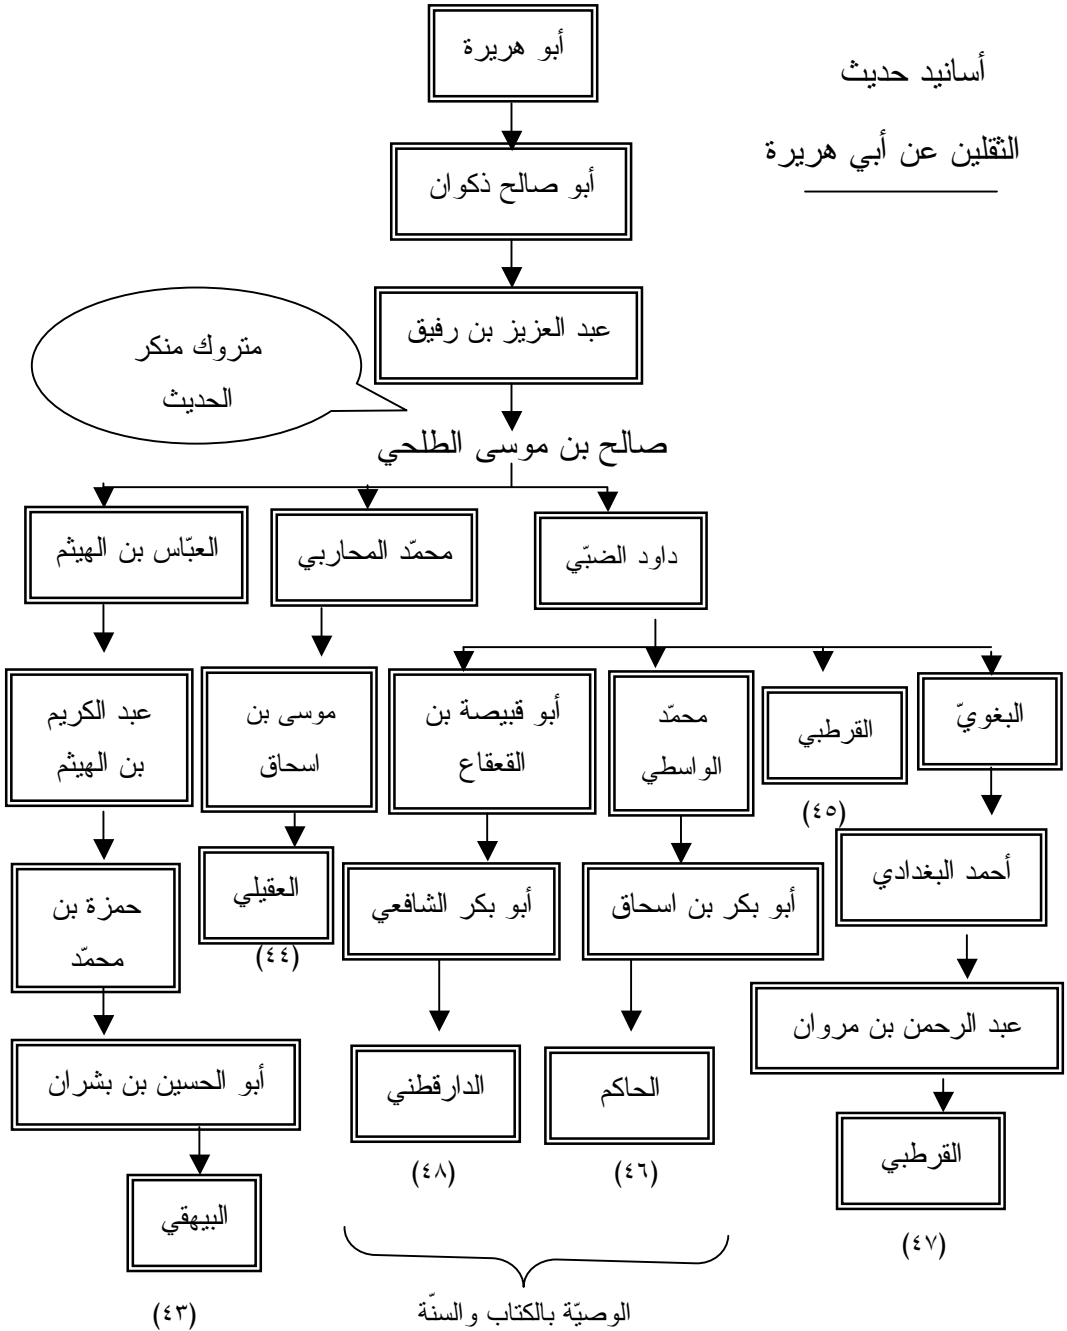 أسانيد حديث
الثقلين عن أبي هريرة
أبو هريرة
أبو صالح ذكوان
عبد العزيز بن رفيق
متروك منكر
الحديث
صالح بن موسى الطلحي
داود الضبّي
محمّد المحاربي
العبّاس بن الهيثم
البغويّ
القرطبي
(٤٥)
محمّد
الواسطي
أبو قبيصة بن
القعقاع
موسى بن
اسحاق
عبد الكريم
بن الهيثم
أحمد البغدادي
أبو بكر بن اسحاق
أبو بكر الشافعي
العقيلي
(٤٤)
حمزة بن
محمّد
عبد الرحمن بن مروان
الحاكم
(٤٦)
الدارقطني
(٤٨)
أبو الحسين بن بشران
القرطبي
(٤٧)
البيهقي
(٤٣)
الوصيّة بالكتاب والسنّة